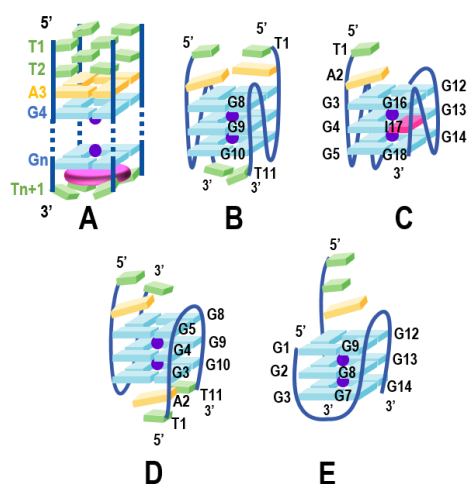 5'
T1
T2
A3
G4
Gn
Tn+1
3'
A
5'
T1
G8
G9
G10
T11
3'
3'
B
5'
T1
A2
G3
G4
G5
G16
I17
G18
3'
G12
G13
G14
C
5'
3'
G8
G5
G4
G9
G3
G10
A2
T11
T1
3'
5'
D
5'
5'
G1
G2
G3
G9
G8
G7
3'
G12
G13
G14
3'
E